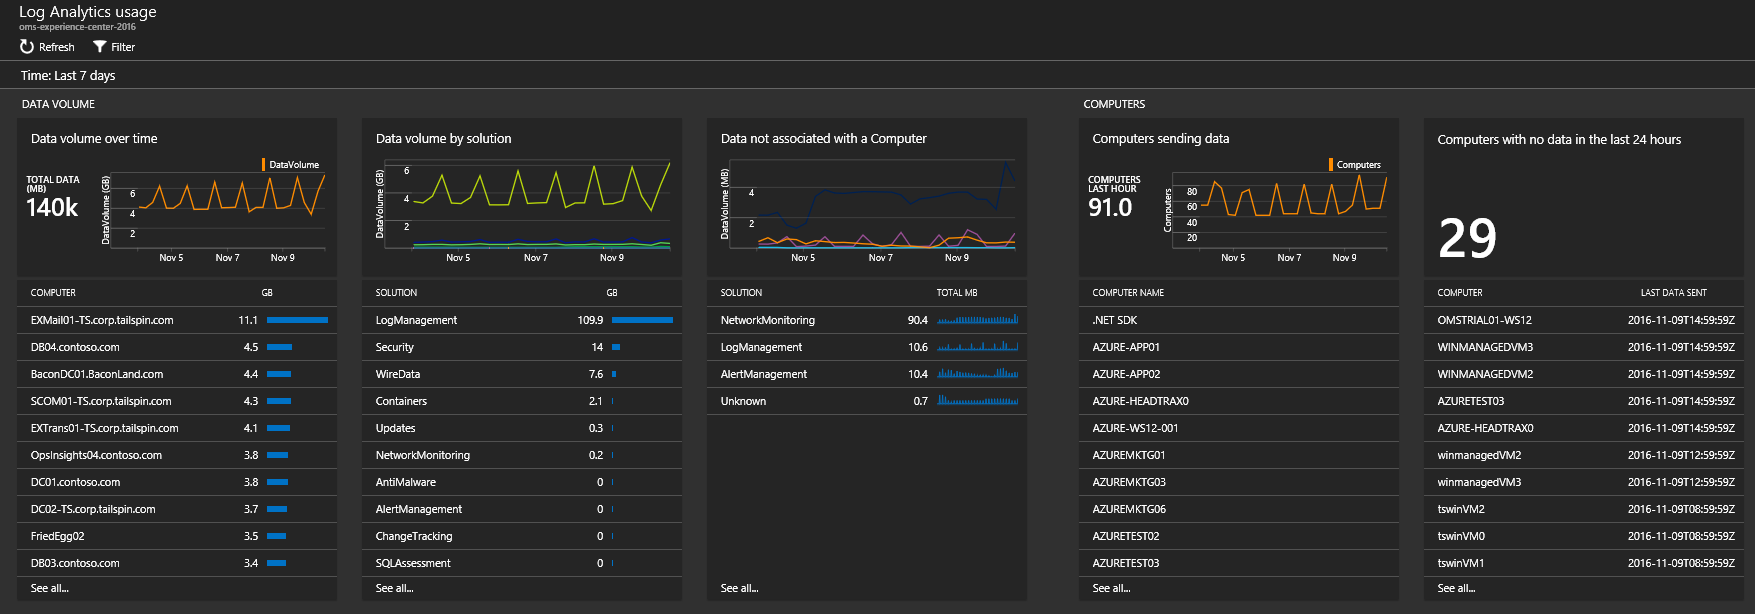 Log Analytics usage
oms-experience-center-2016
Refresh Filter
Time: Last 7 days
DATA VOLUME
Data volume over time
DataVolume
TOTAL DATA
(MB)
140k
DataVolume (GB)
6
4
2
Nov 5 Nov 7 Nov 9
COMPUTER GB
EXMail01-TS.corp.tailspin.com 11.1
DB04.contoso.com 4.5
BaconDC01.BaconLand.com 4.4
SCOM01-TS.corp.tailspin.com 4.3
EXTrans01-TS.corp.tailspin.com 4.1
OpsInsights04.contoso.com 3.8
DC01.contoso.com 3.8
DC02-TS.corp.tailspin.com 3.7
FriedEgg02 3.5
DB03.contoso.com 3.4
See all...
Data volume by solution
DataVolume (GB)
6
4
2
Nov 5 Nov 7 Nov 9
SOLUTION GB
LogManagement 109.9
Security 14
WireData 7.6
Containers 2.1
Updates 0.3
NetworkMonitoring 0.2
AntiMalware 0
AlertManagement 0
ChangeTracking 0
SQLAssessment 0
See all...
Data not associated with a Computer
DataVolume (MB)
4
2
Nov 5 Nov 7 Nov 9
SOLUTION TOTAL MB
NetworkMonitoring 90.4
LogManagement 10.6
AlertManagement 10.4
Unknown 0.7
See all...
COMPUTERS
Computers sending data
Computers
COMPUTERS
LAST HOUR
91.0
Computers
80
60
40
20
Nov 5 Nov 7 Nov 9
COMPUTER NAME
.NET SDK
AZURE-APP01
AZURE-APP02
AZURE-HEADTRAX0
AZURE-WS12-001
AZUREMKTG01
AZUREMKTG03
AZUREMKTG06
AZURETEST02
AZURETEST03
See all...
Computers with no data in the last 24 hours
29
COMPUTER LAST DATA SENT
OMSTRIAL01-WS12 2016-11-09T14:59:59Z
WINMANAGEDVM3 2016-11-09T14:59:59Z
WINMANAGEDVM2 2016-11-09T14:59:59Z
AZURETEST03 2016-11-09T14:59:59Z
AZURE-HEADTRAX0 2016-11-09T14:59:59Z
winmanagedVM2 2016-11-09T12:59:59Z
winmanagedVM3 2016-11-09T12:59:59Z
tswinVM2 2016-11-09T08:59:59Z
tswinVM0 2016-11-09T08:59:59Z
tswinVM1 2016-11-09T08:59:59Z
See all...